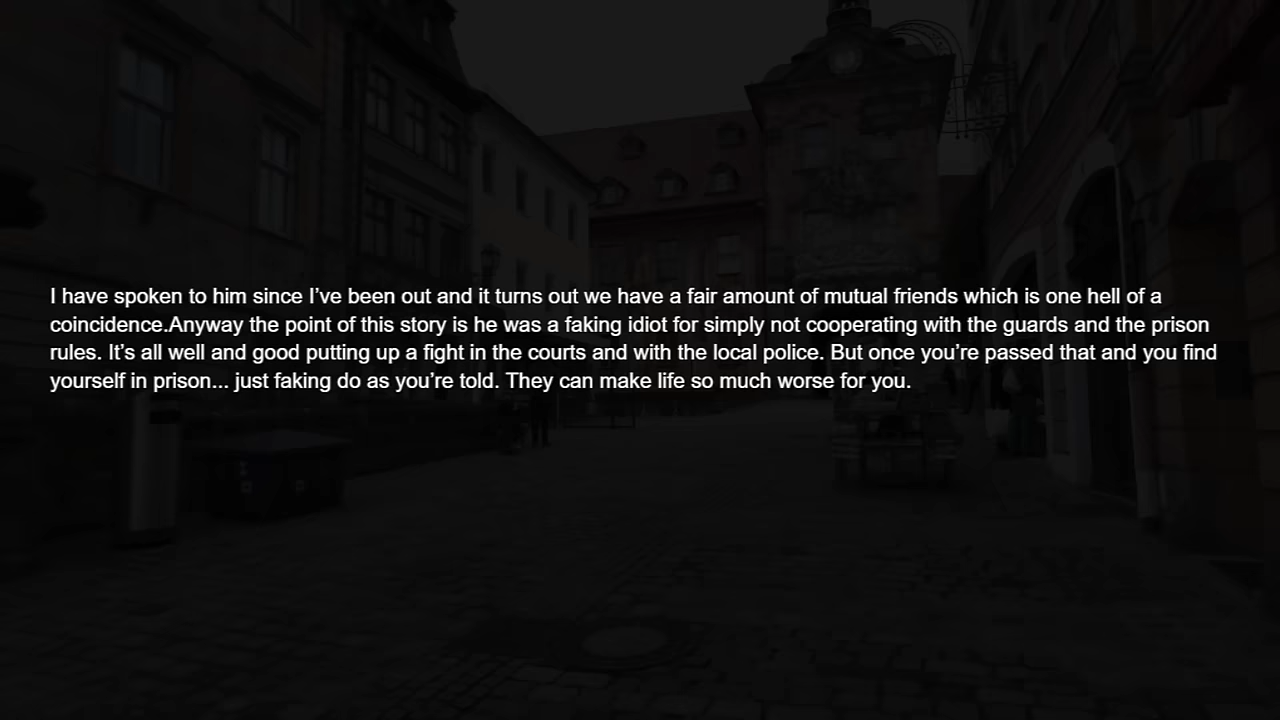 I have spoken to him since I’ve been out and it turns out we have a fair amount of mutual friends which is one hell of a
coincidence.Anyway the point of this story is he was a faking idiot for simply not cooperating with the guards and the prison
rules. It’s all well and good putting up a fight in the courts and with the local police. But once you’re passed that and you find
yourself in prison... just faking do as you’re told. They can make life so much worse for you.